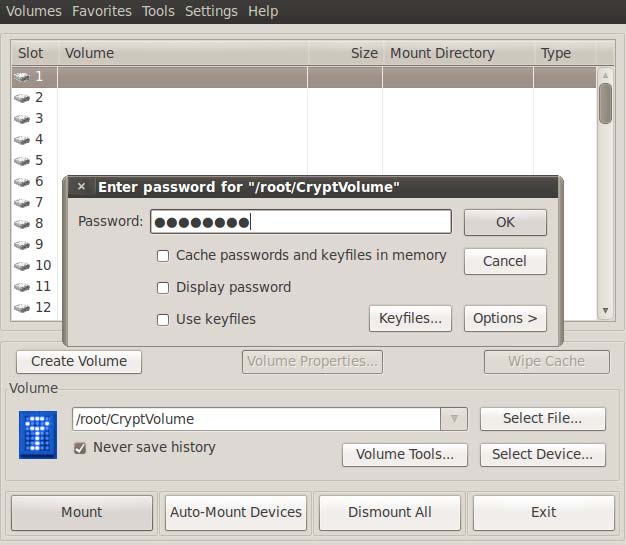 Volumes Favorites Tools Settings Help
Slot Volume Size Mount Directory Type
1
2
3
4
5
6
7
8
9
10
11
12
Enter password for "/root/CryptVolume"
Password: ●●●●●●●● OK
Cache passwords and keyfiles in memory Cancel
Display password
Use keyfiles Keyfiles... Options >
Create Volume Volume Properties... Wipe Cache
Volume
/root/CryptVolume Select File...
Never save history Volume Tools... Select Device...
Mount Auto-Mount Devices Dismount All Exit